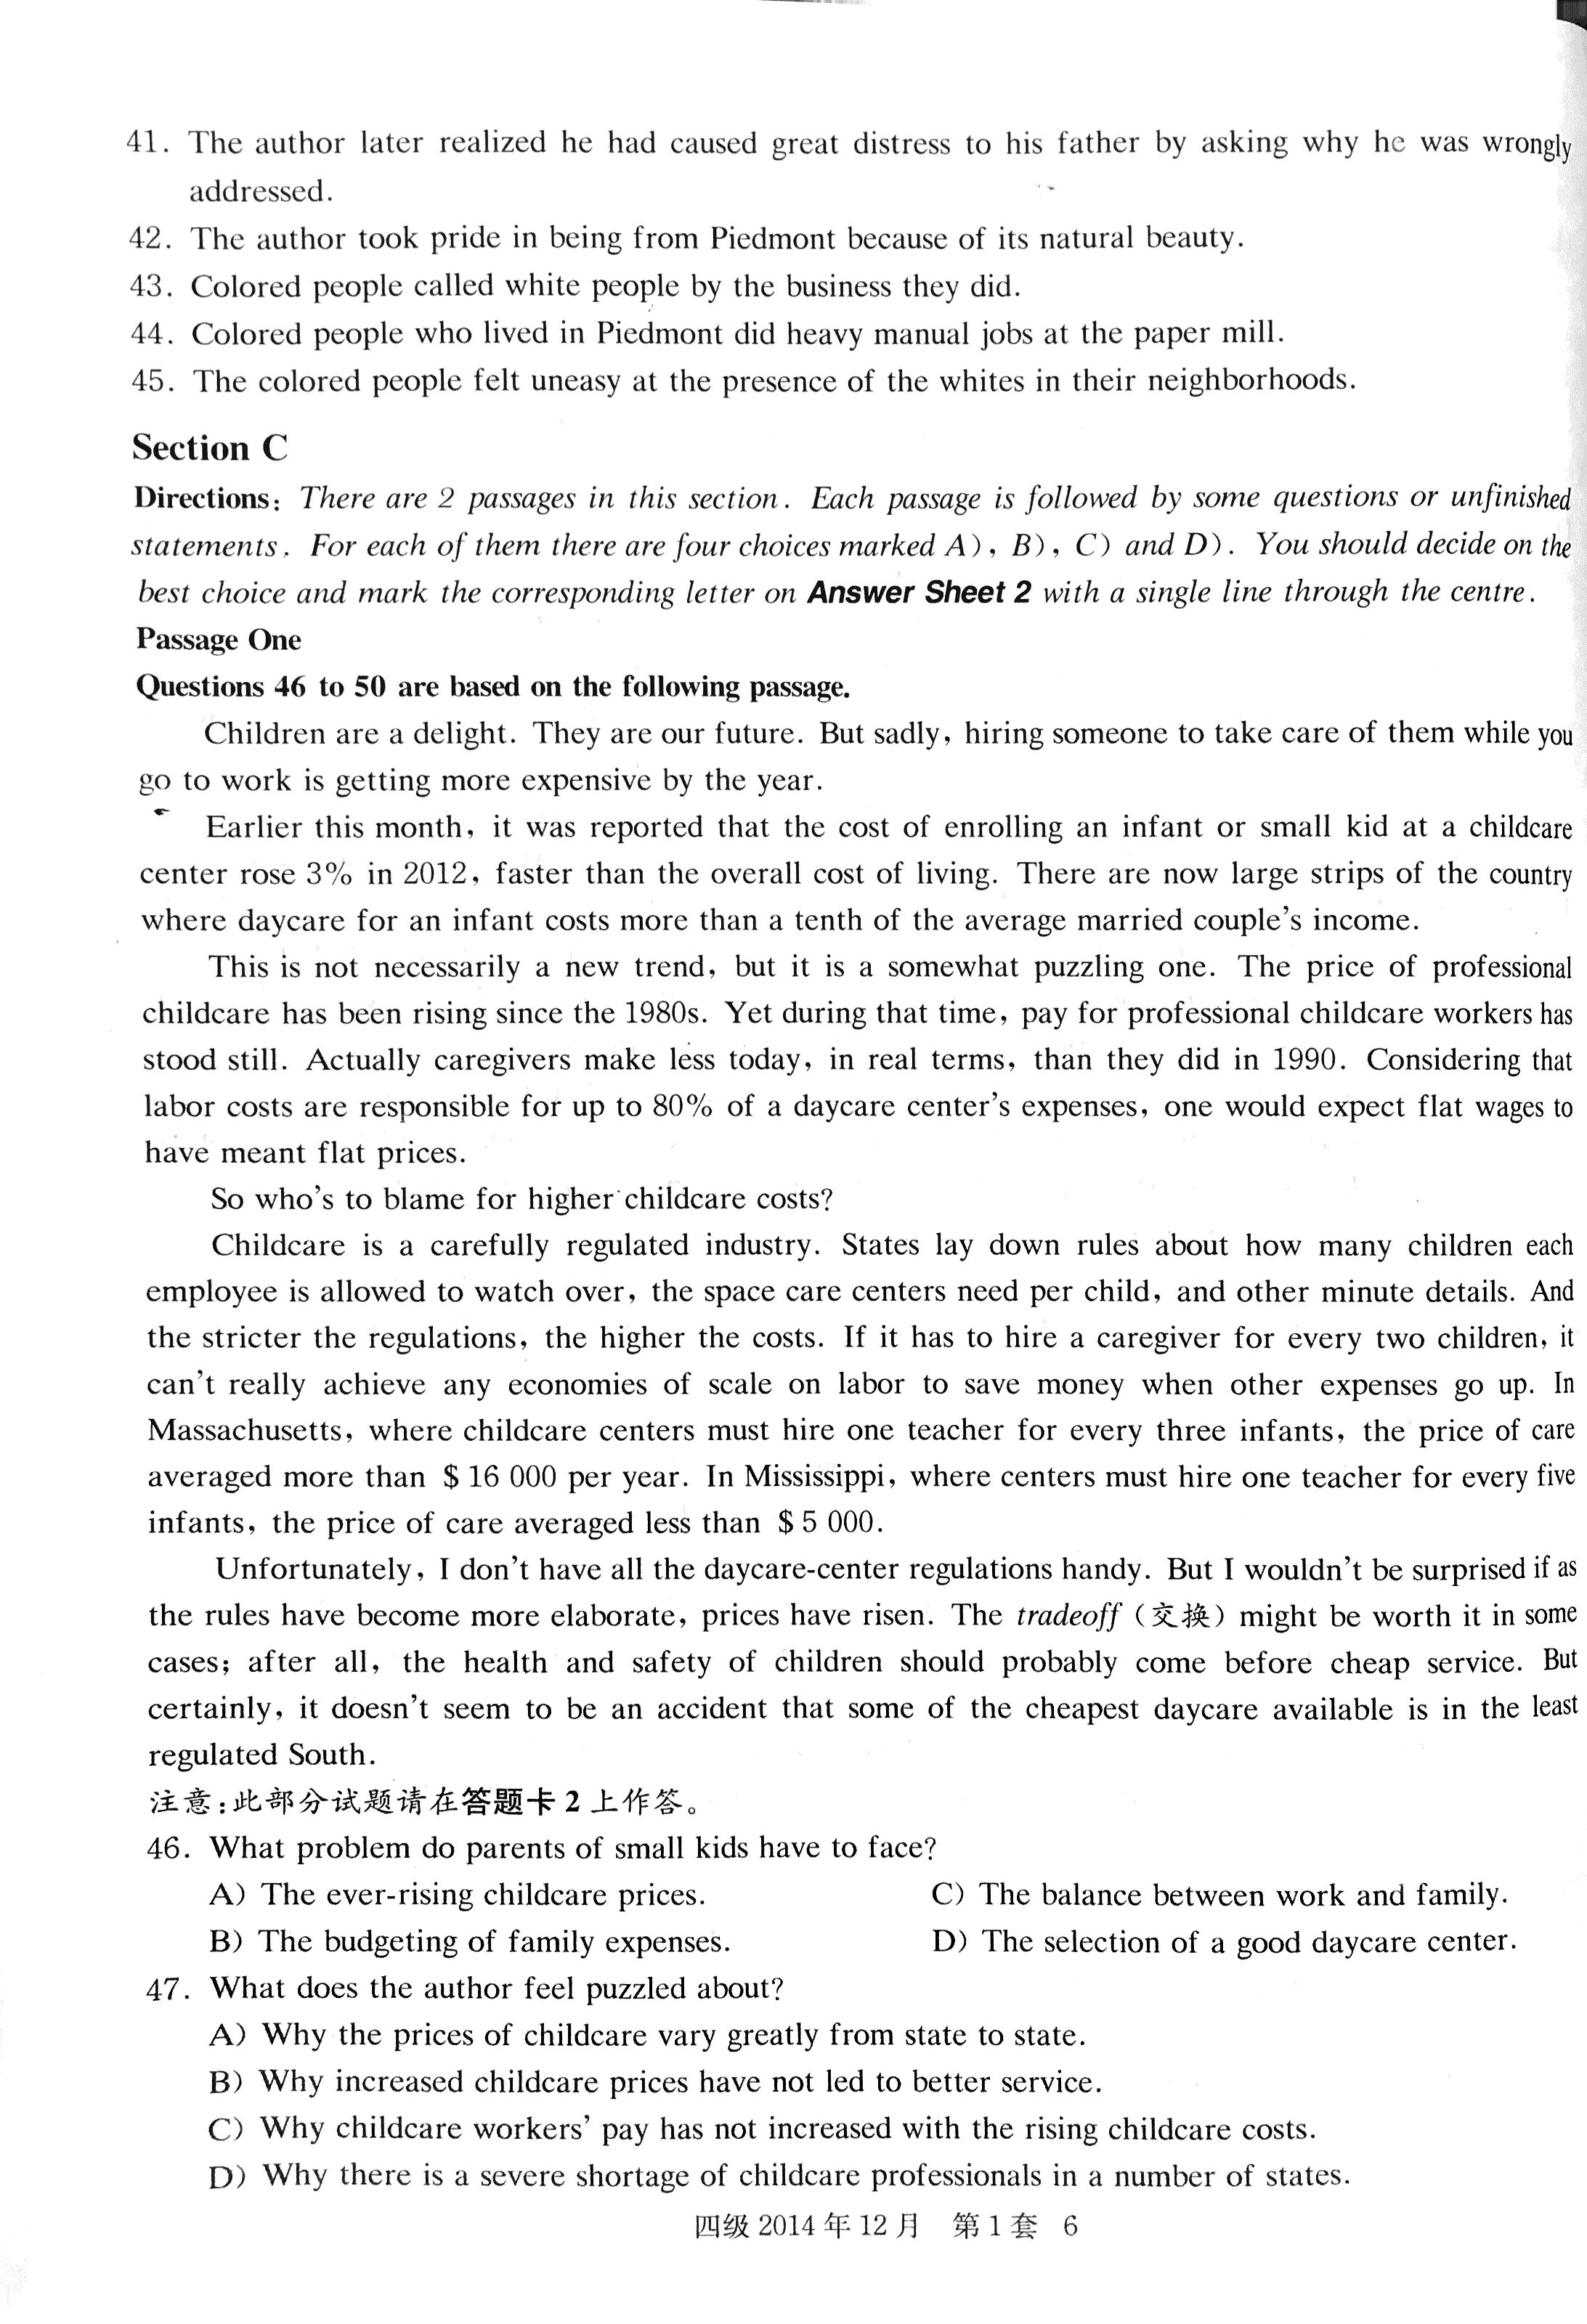 41. The author later realized he had caused great distress to his father by asking why he was wrongly
addressed.
42. The author took pride in being from Piedmont because of its natural beauty.
43. Colored people called white people by the business they did.
44. Colored people who lived in Piedmont did heavy manual jobs at the paper mill.
45. The colored people felt uneasy at the presence of the whites in their neighborhoods.
Section C
Directions: There are 2 passages in this section. Each passage is followed by some questions or unfinished
statements. For each of them there are four choices marked A), B), C) and D). You should decide on the
best choice and mark the corresponding letter on Answer Sheet 2 with a single line through the centre.
Passage One
Questions 46 to 50 are based on the following passage.
Children are a delight. They are our future. But sadly, hiring someone to take care of them while you
go to work is getting more expensive by the year.
Earlier this month, it was reported that the cost of enrolling an infant or small kid at a childcare
center rose 3% in 2012, faster than the overall cost of living. There are now large strips of the country
where daycare for an infant costs more than a tenth of the average married couple's income.
This is not necessarily a new trend, but it is a somewhat puzzling one. The price of professional
childcare has been rising since the 1980s. Yet during that time, pay for professional childcare workers has
stood still. Actually caregivers make less today, in real terms, than they did in 1990. Considering that
labor costs are responsible for up to 80% of a daycare center's expenses, one would expect flat wages to
have meant flat prices.
So who's to blame for higher childcare costs?
Childcare is a carefully regulated industry. States lay down rules about how many children each
employee is allowed to watch over, the space care centers need per child, and other minute details. And
the stricter the regulations, the higher the costs. If it has to hire a caregiver for every two children, it
can't really achieve any economies of scale on labor to save money when other expenses go up. In
Massachusetts, where childcare centers must hire one teacher for every three infants, the price of care
averaged more than $16 000 per year. In Mississippi, where centers must hire one teacher for every five
infants, the price of care averaged less than $5 000.
Unfortunately, I don't have all the daycare-center regulations handy. But I wouldn't be surprised if as
the rules have become more elaborate, prices have risen. The tradeoff (交换) might be worth it in some
cases; after all, the health and safety of children should probably come before cheap service. But
certainly, it doesn't seem to be an accident that some of the cheapest daycare available is in the least
regulated South.
注意:此部分试题请在答题卡 2 上作答。
46. What problem do parents of small kids have to face?
A) The ever-rising childcare prices. C) The balance between work and family.
B) The budgeting of family expenses. D) The selection of a good daycare center.
47. What does the author feel puzzled about?
A) Why the prices of childcare vary greatly from state to state.
B) Why increased childcare prices have not led to better service.
C) Why childcare workers' pay has not increased with the rising childcare costs.
D) Why there is a severe shortage of childcare professionals in a number of states.
四级 2014 年 12 月 第 1 套 6